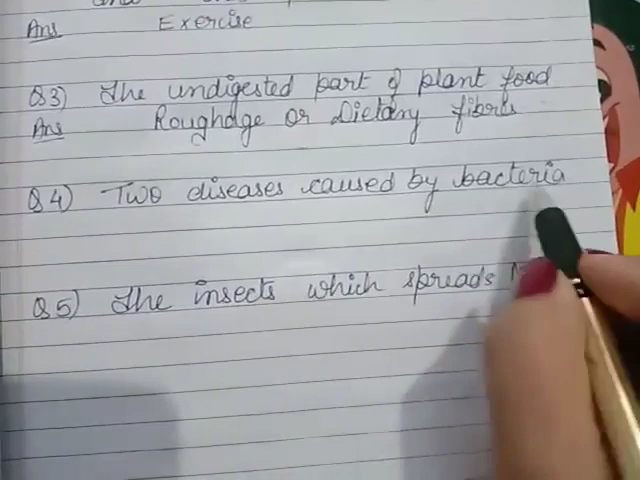 Ans Exercise
Q3) The undigested part of plant food
Ans Roughage or Dietary fibres
Q4) Two diseases caused by bacteria
Q5) The insects which spreads